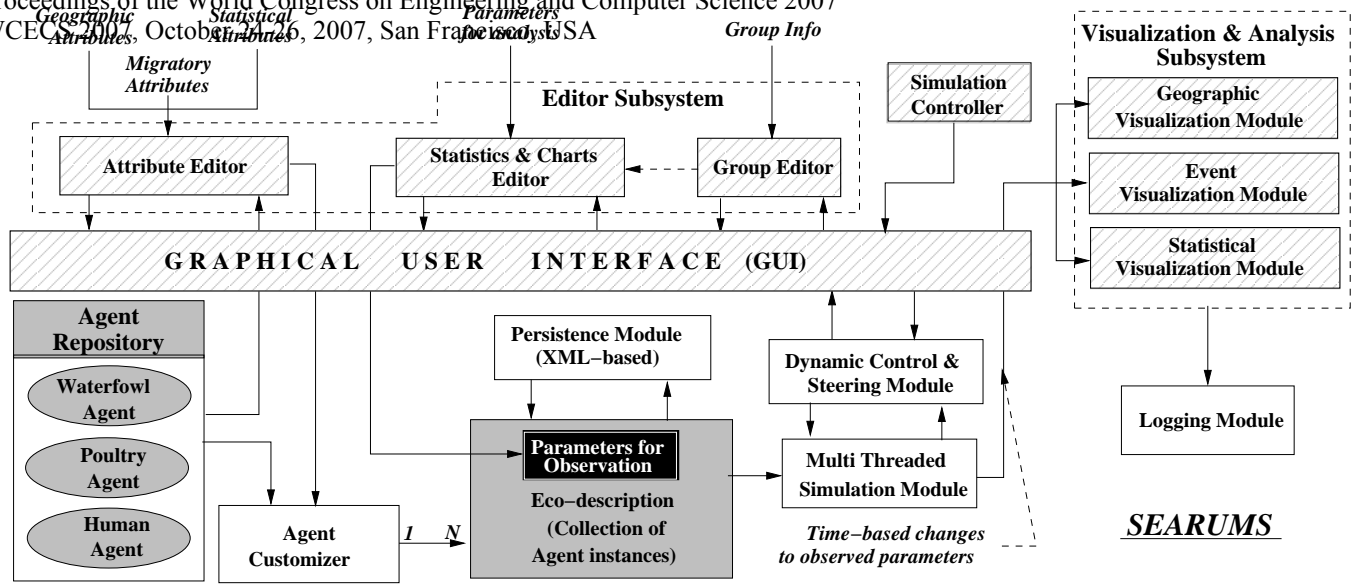 Proceedings of the World Congress on Engineering and Computer Science 2007
WCECS 2007, October 24-26, 2007, San Francisco, USA
Geographic
Attributes
Statistical
Attributes
Migratory
Attributes
Parameters
for analysis
Group Info
Editor Subsystem
Attribute Editor
Statistics & Charts
Editor
Group Editor
Simulation
Controller
Visualization & Analysis
Subsystem
Geographic
Visualization Module
Event
Visualization Module
Statistical
Visualization Module
GRAPHICAL USER INTERFACE (GUI)
Agent
Repository
Waterfowl
Agent
Poultry
Agent
Human
Agent
Agent
Customizer
1 N
Persistence Module
(XML−based)
Parameters for
Observation
Eco−description
(Collection of
Agent instances)
Dynamic Control &
Steering Module
Multi Threaded
Simulation Module
Time−based changes
to observed parameters
Logging Module
SEARUMS